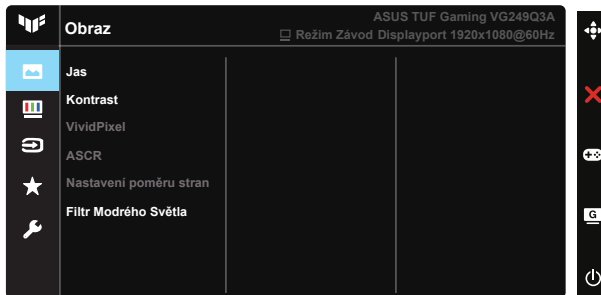 Obraz
ASUS TUF Gaming VG249Q3A
Režim Závod Displayport 1920x1080@60Hz
Jas
Kontrast
VividPixel
ASCR
Nastavení poměru stran
Filtr Modrého Světla
G